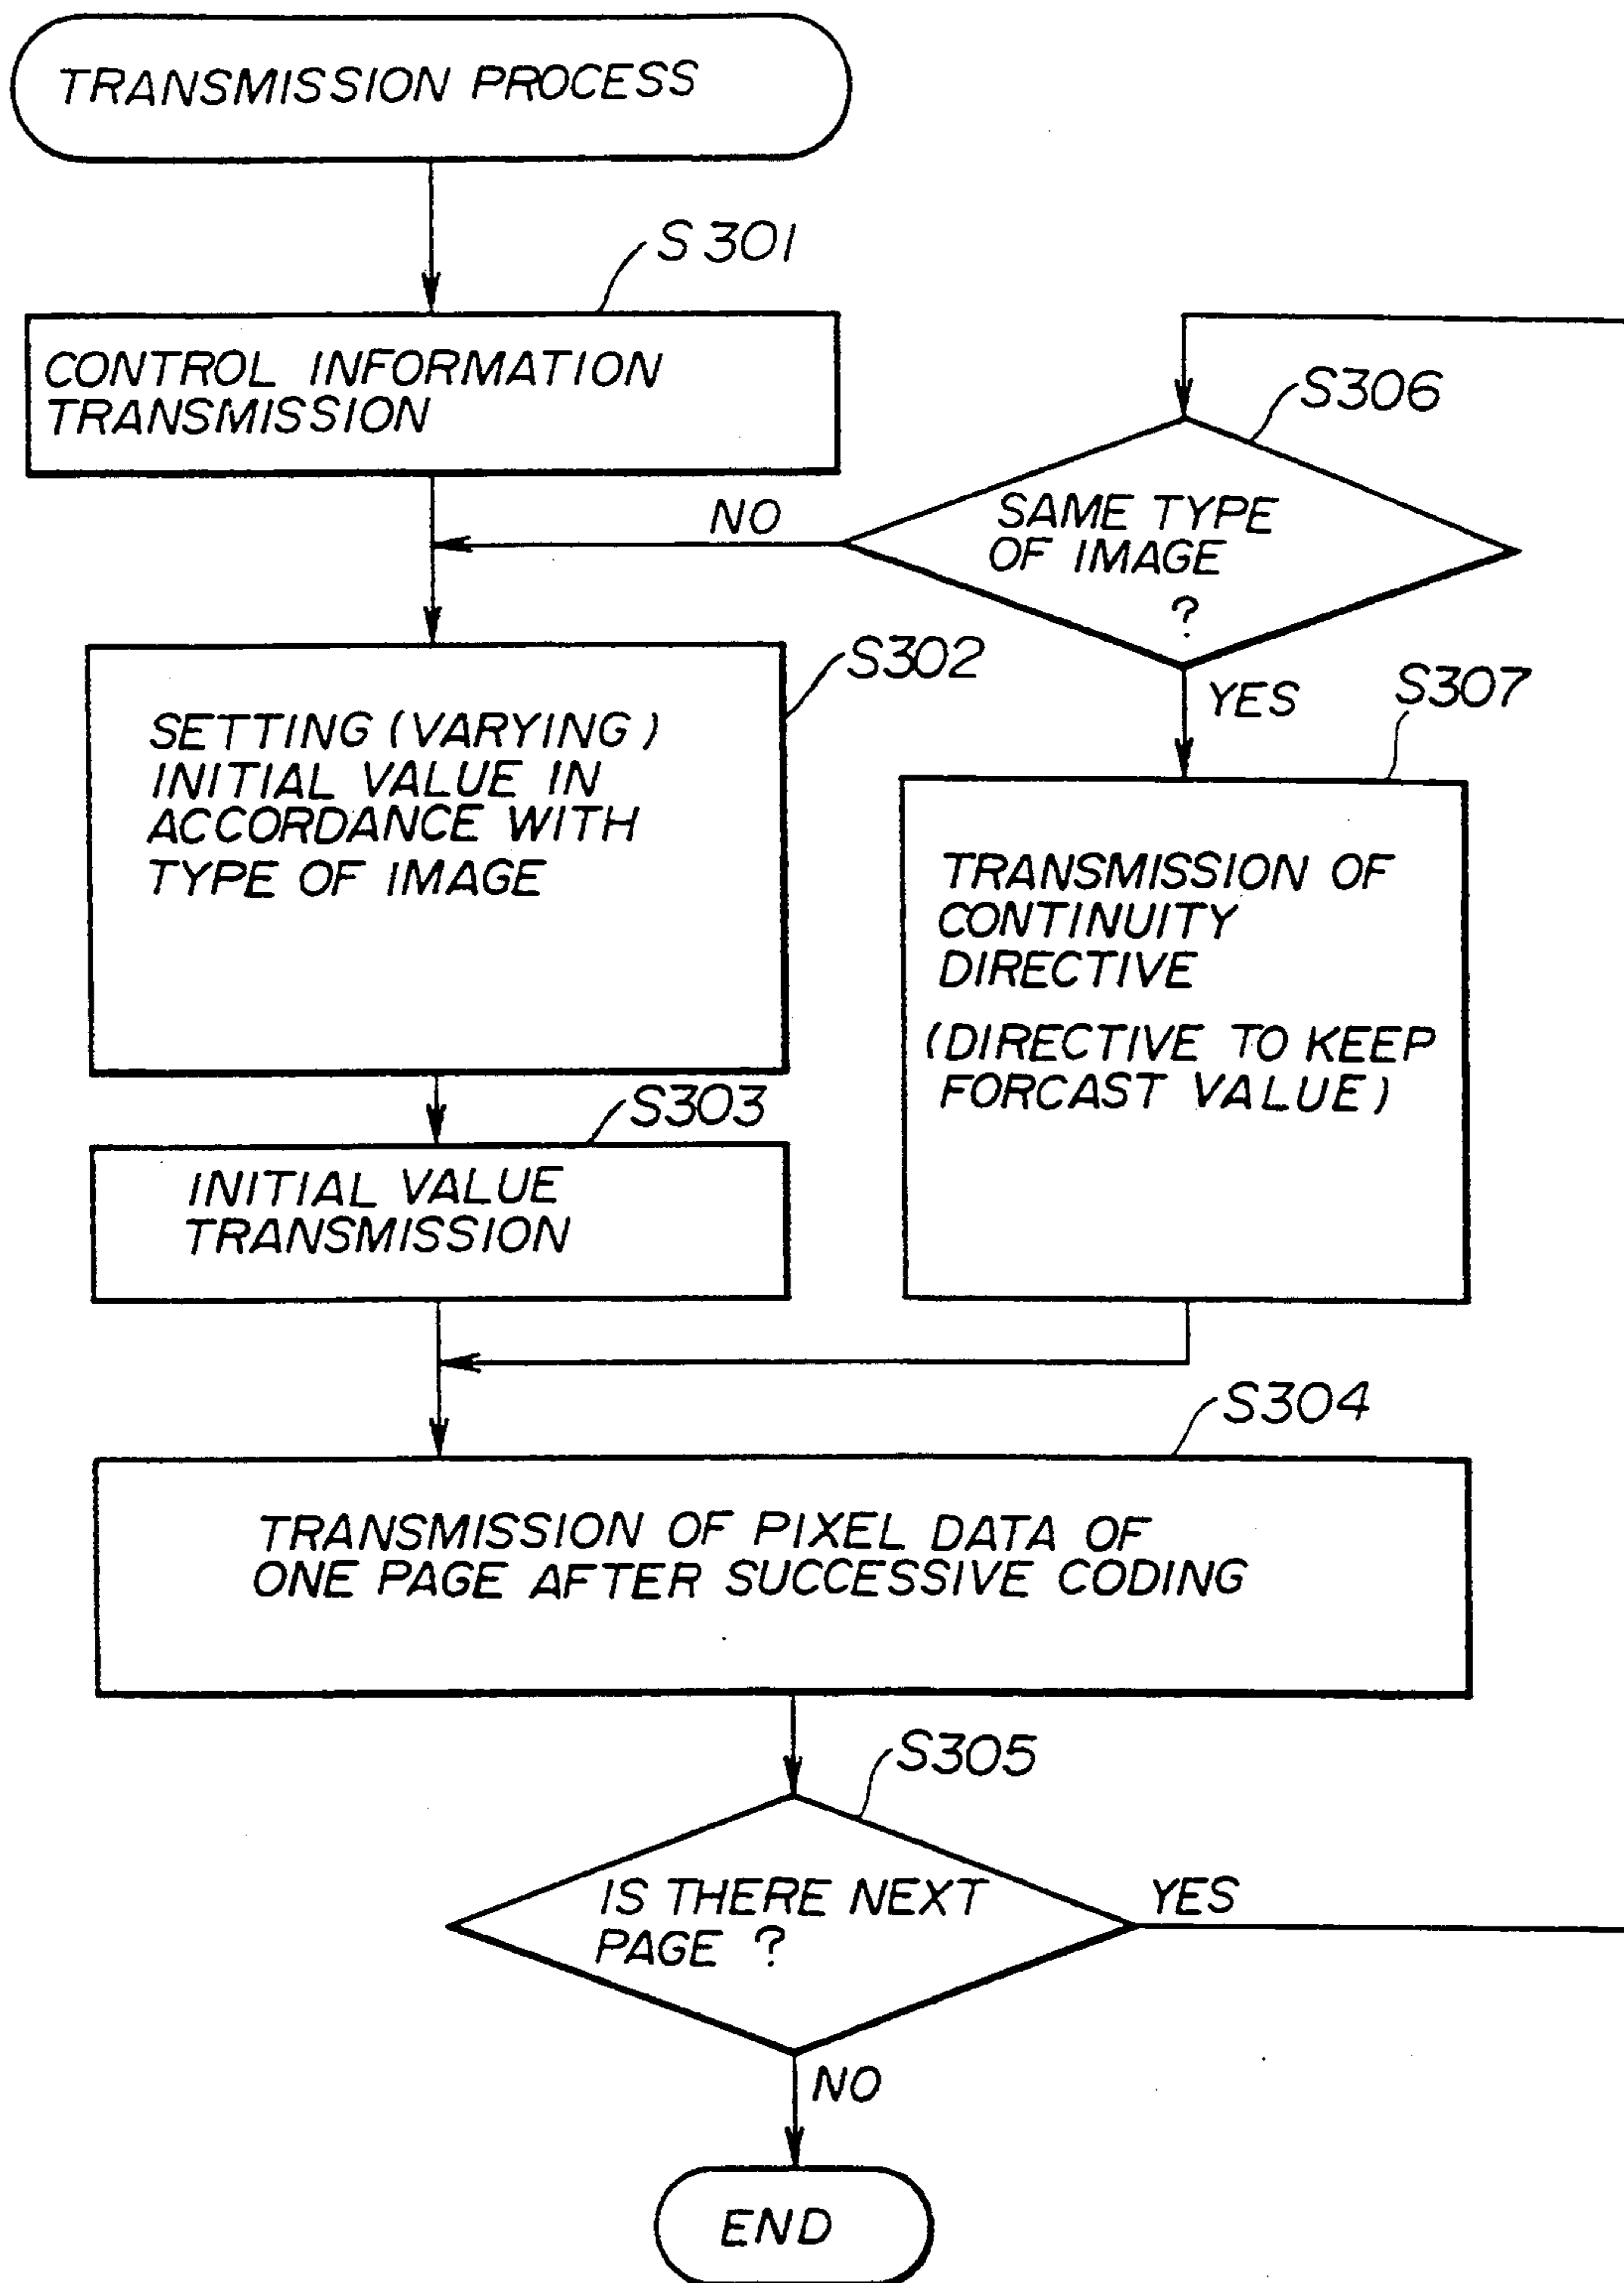 TRANSMISSION PROCESS
S301
CONTROL INFORMATION
TRANSMISSION
S306
SAME TYPE
OF IMAGE
?
NO
YES
S302
SETTING (VARYING)
INITIAL VALUE IN
ACCORDANCE WITH
TYPE OF IMAGE
S307
TRANSMISSION OF
CONTINUITY
DIRECTIVE
(DIRECTIVE TO KEEP
FORCAST VALUE)
S303
INITIAL VALUE
TRANSMISSION
S304
TRANSMISSION OF PIXEL DATA OF
ONE PAGE AFTER SUCCESSIVE CODING
S305
IS THERE NEXT
PAGE ?
YES
NO
END